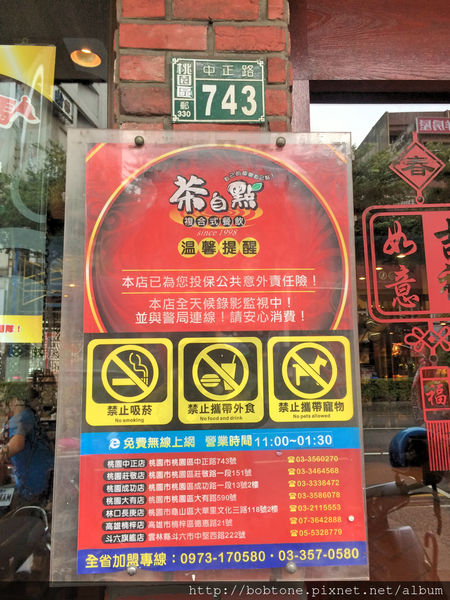 桃園區
中正路
郵330
743
茶自點
複合式餐飲
since 1998
溫馨提醒
本店已為您投保公共意外責任險！
本店全天候錄影監視中！
並與警局連線！請安心消費！
禁止吸菸
No smoking
禁止攜帶外食
No food and drink
禁止攜帶寵物
No pets allowed
免費無線上網 營業時間11:00~01:30
桃園中正店 桃園市桃園區中正路743號 ☎03-3560270
桃園莊敬店 桃園市桃園區莊敬路一段151號 ☎03-3464568
桃園成功店 桃園市桃園區成功路一段13號2樓 ☎03-3338472
桃園大有店 桃園市桃園區大有路590號 ☎03-3586078
林口長庚店 桃園市龜山區大華里文化三路118號2樓 ☎03-2115553
高雄楠梓店 高雄市楠梓區德惠路21號 ☎07-3642888
斗六旗艦店 雲林縣斗六市中堅西路222號 ☎05-5328779
全省加盟專線：0973-170580．03-357-0580
春
如意
吉祥
福
http://bobtone.pixnet.net/album